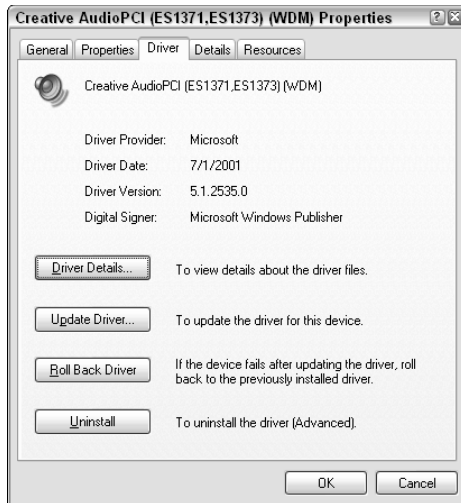 Creative AudioPCI (ES1371,ES1373) (WDM) Properties
General Properties Driver Details Resources
Creative AudioPCI (ES1371,ES1373) (WDM)
Driver Provider: Microsoft
Driver Date: 7/1/2001
Driver Version: 5.1.2535.0
Digital Signer: Microsoft Windows Publisher
Driver Details... To view details about the driver files.
Update Driver... To update the driver for this device.
Roll Back Driver If the device fails after updating the driver, roll
back to the previously installed driver.
Uninstall To uninstall the driver (Advanced).
OK Cancel